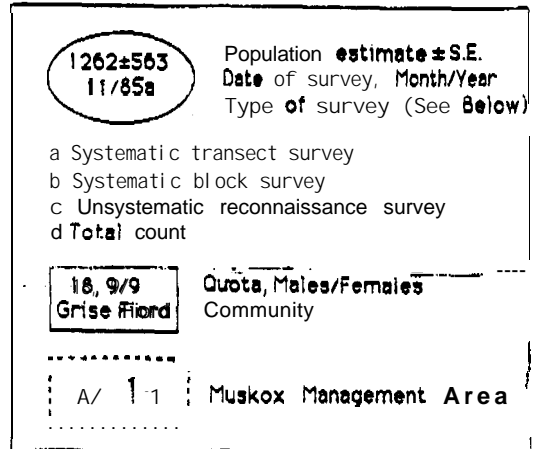 1262±563 Population estimate ± S.E.
11/85a Date of survey, Month/Year
Type of survey (See Below)
a Systematic transect survey
b Systematic block survey
c Unsystematic reconnaissance survey
d Total count
18, 9/9 Quota, Males/Females
Grise Fiord Community
A/ 1-1 Muskox Management Area